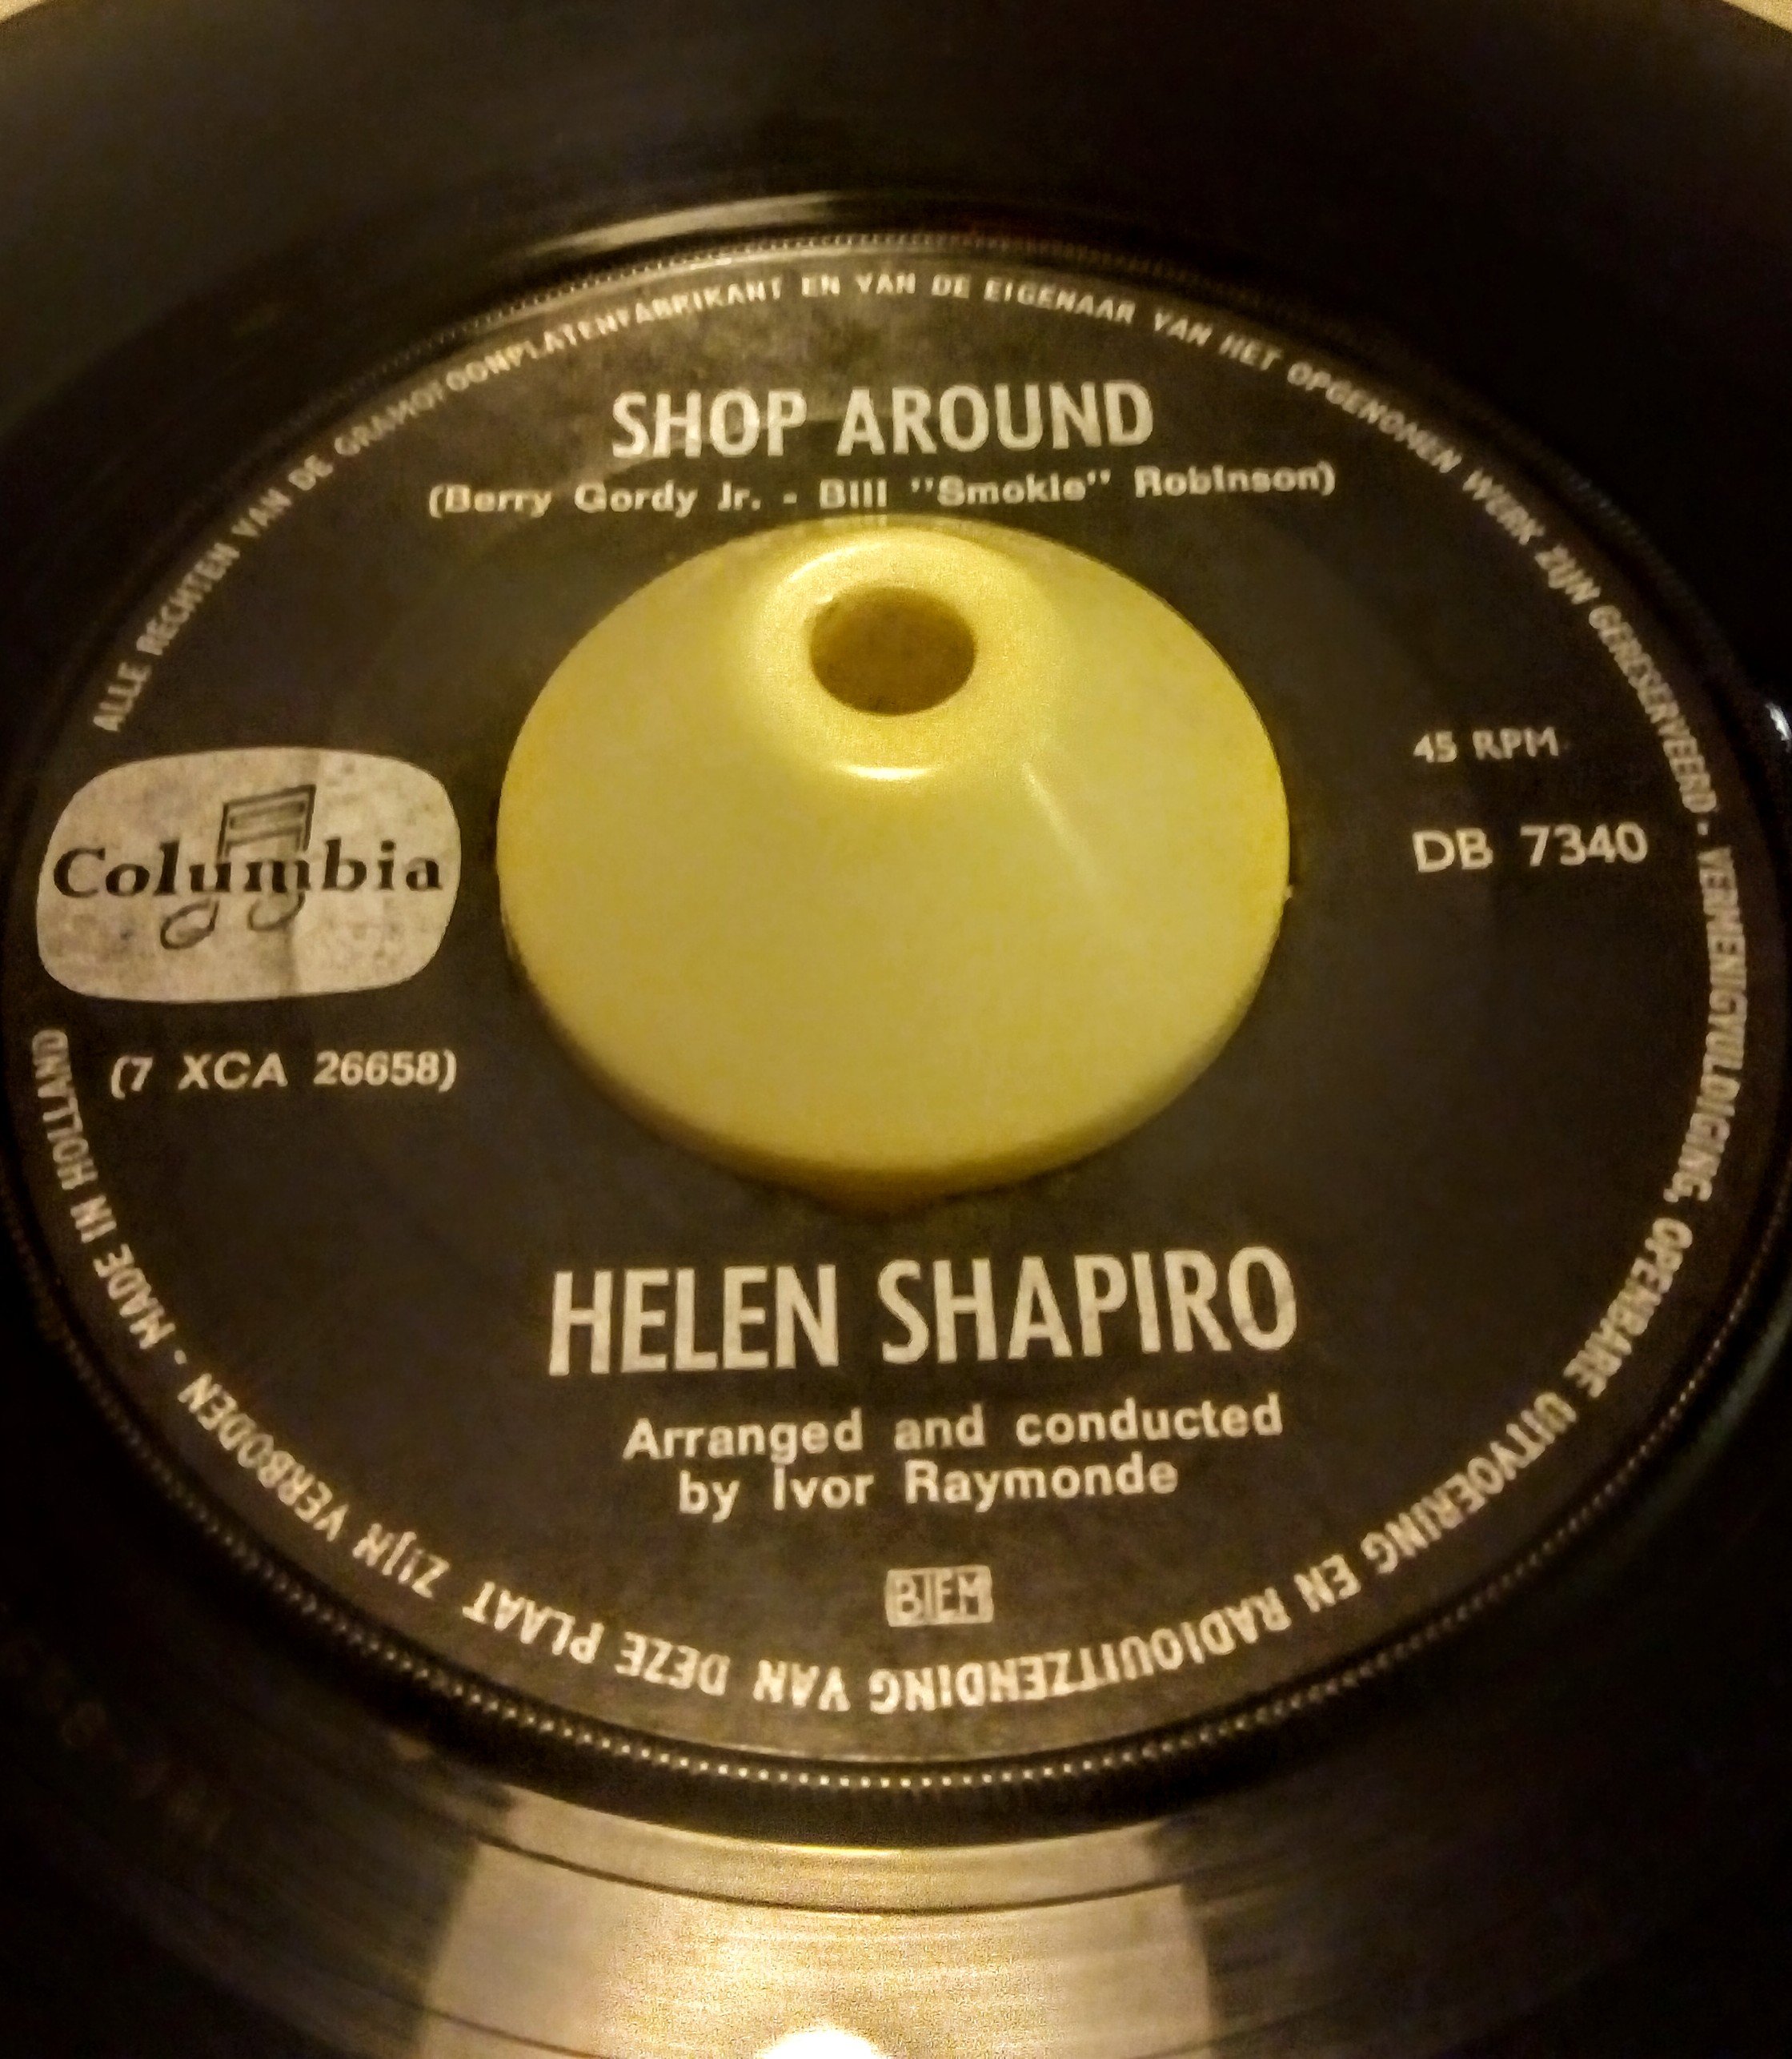 ALLE RECHTEN VAN DE GRAMOFOONPLATENFABRIKANT EN VAN DE EIGENAAR VAN HET OPGENOMEN WERK ZIJN GERESERVEERD - VERMENIGVULDIGING, OPENBARE UITVOERING EN RADIOUITZENDING VAN DEZE PLAAT ZIJN VERBODEN. MADE IN HOLLAND
SHOP AROUND
(Berry Gordy Jr. - Bill "Smokie" Robinson)
Columbia
45 RPM
DB 7340
(7 XCA 26658)
HELEN SHAPIRO
Arranged and conducted
by Ivor Raymonde
BIEM